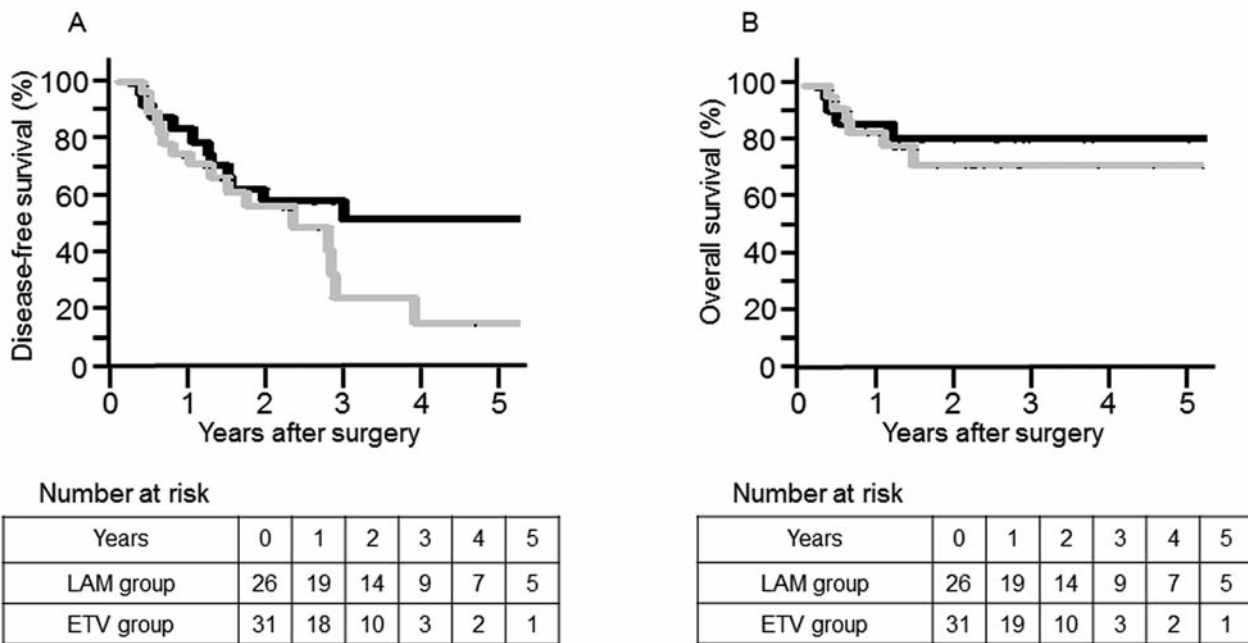 A
Disease-free survival (%)
100
80
60
40
20
0
0 1 2 3 4 5
Years after surgery
Number at risk
Years 0 1 2 3 4 5
LAM group 26 19 14 9 7 5
ETV group 31 18 10 3 2 1
B
Overall survival (%)
100
80
60
40
20
0
0 1 2 3 4 5
Years after surgery
Number at risk
Years 0 1 2 3 4 5
LAM group 26 19 14 9 7 5
ETV group 31 19 10 3 2 1